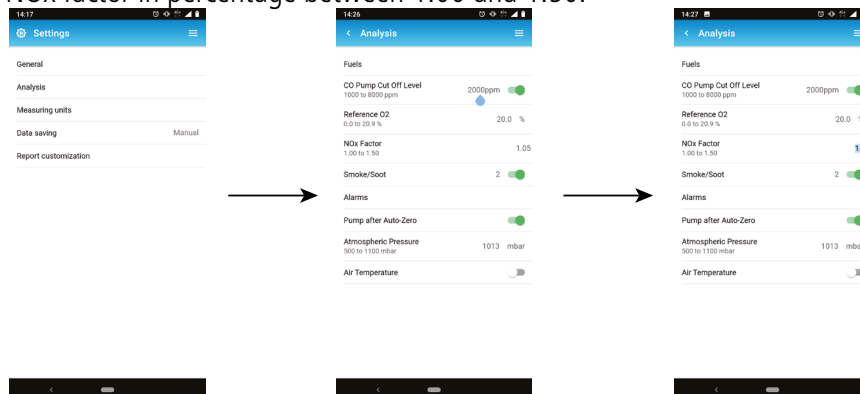 NOx factor in percentage between 1.00 and 1.50.
14:17
Settings
General
Analysis
Measuring units
Data saving Manual
Report customization
14:26
Analysis
Fuels
CO Pump Cut Off Level 2000ppm
1000 to 8000 ppm
Reference O2 20.0 %
0.0 to 20.9 %
NOx Factor 1.05
1.00 to 1.50
Smoke/Soot 2
Alarms
Pump after Auto-Zero
Atmospheric Pressure 1013 mbar
500 to 1100 mbar
Air Temperature
14:27
Analysis
Fuels
CO Pump Cut Off Level 2000ppm
1000 to 8000 ppm
Reference O2 20.0
0.0 to 20.9 %
NOx Factor 1.
1.00 to 1.50
Smoke/Soot 2
Alarms
Pump after Auto-Zero
Atmospheric Pressure 1013 mba
500 to 1100 mbar
Air Temperature